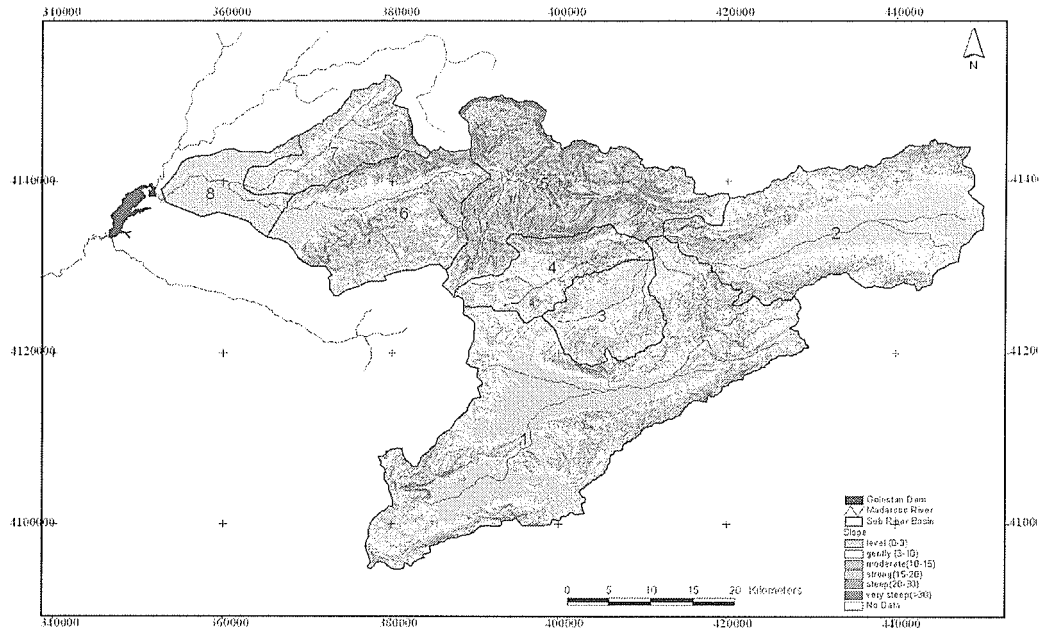 340000 360000 380000 400000 420000 440000
N
4140000
8
6
5
2
4
3
4120000
1
4100000
Golestan Dam
Madarsoo River
Sub River Basin
Slope
level (0-3)
gently (3-10)
moderate(10-15)
strong(15-20)
steep(20-30)
very steep(>30)
No Data
0 5 10 15 20 Kilometers
340000 360000 380000 400000 420000 440000